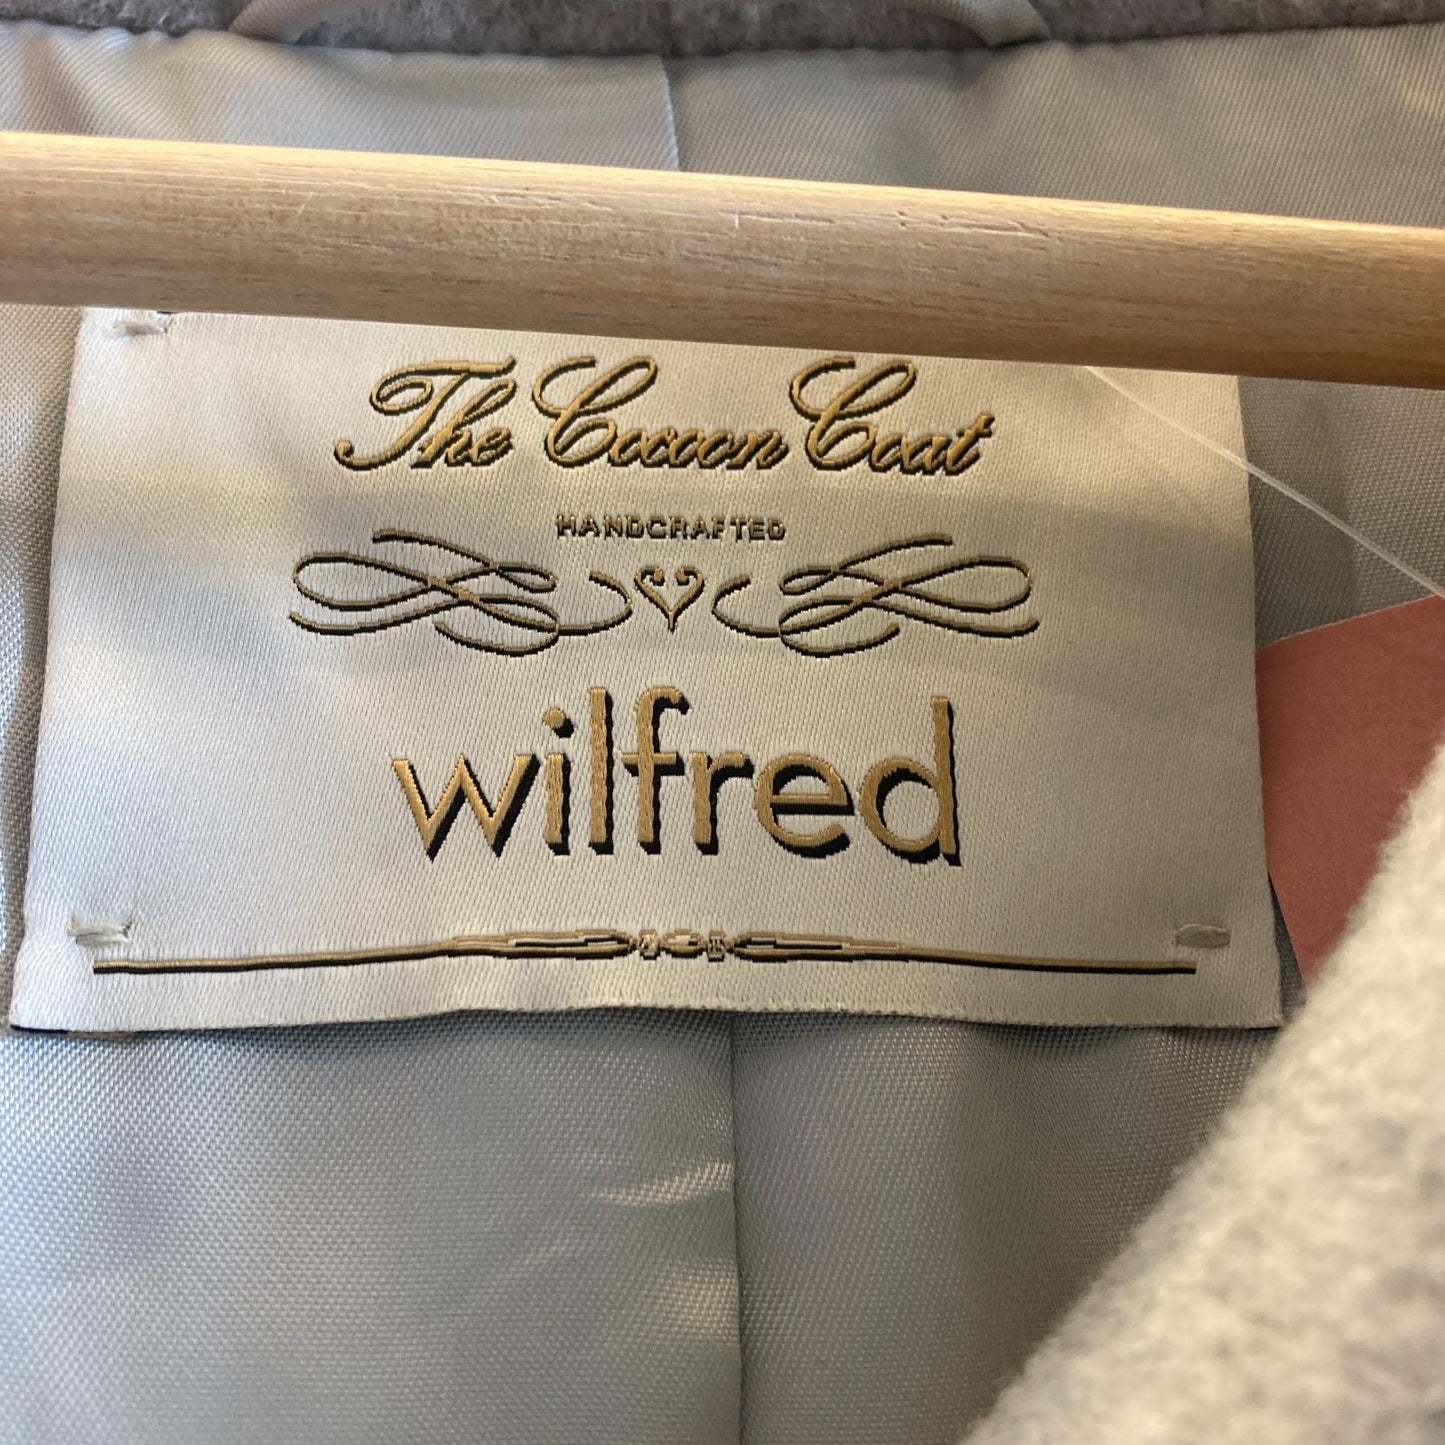 The Cocoon Coat
HANDCRAFTED
wilfred